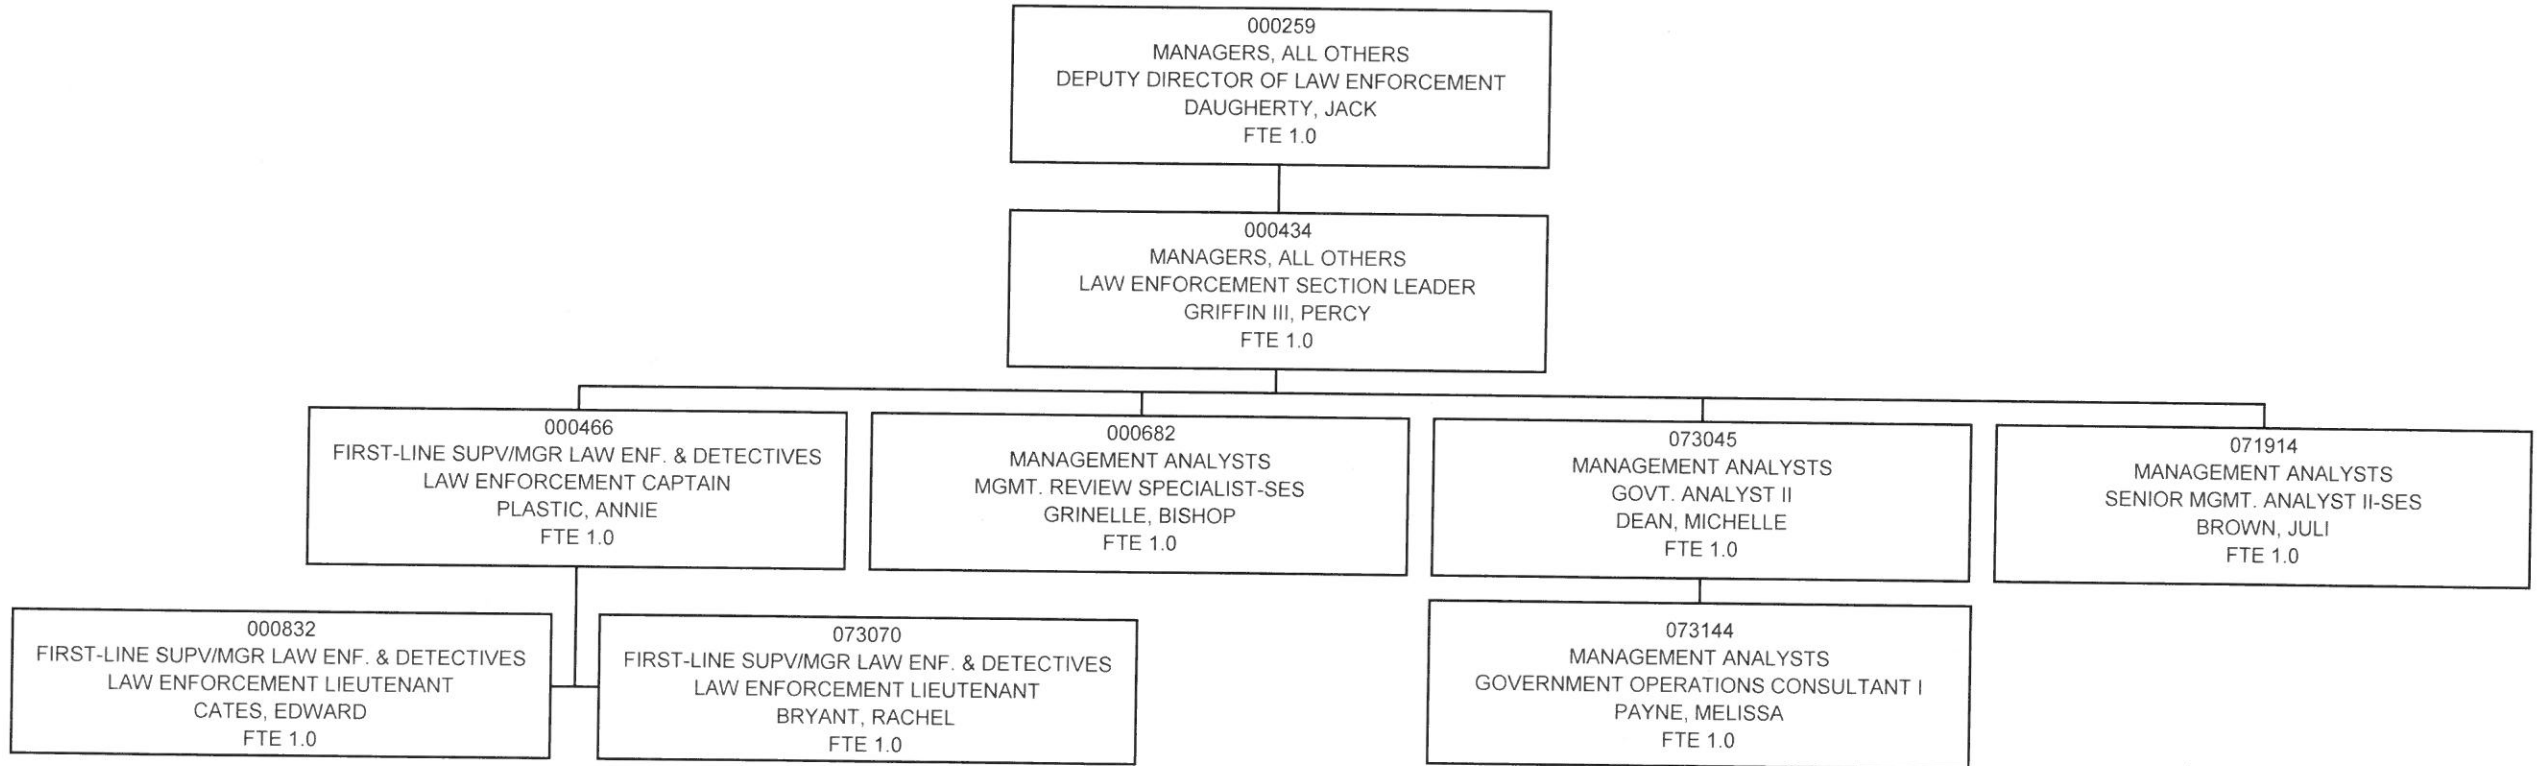 000259
MANAGERS, ALL OTHERS
DEPUTY DIRECTOR OF LAW ENFORCEMENT
DAUGHERTY, JACK
FTE 1.0
000434
MANAGERS, ALL OTHERS
LAW ENFORCEMENT SECTION LEADER
GRIFFIN III, PERCY
FTE 1.0
000466
FIRST-LINE SUPV/MGR LAW ENF. & DETECTIVES
LAW ENFORCEMENT CAPTAIN
PLASTIC, ANNIE
FTE 1.0
000682
MANAGEMENT ANALYSTS
MGMT. REVIEW SPECIALIST-SES
GRINELLE, BISHOP
FTE 1.0
073045
MANAGEMENT ANALYSTS
GOVT. ANALYST II
DEAN, MICHELLE
FTE 1.0
071914
MANAGEMENT ANALYSTS
SENIOR MGMT. ANALYST II-SES
BROWN, JULI
FTE 1.0
000832
FIRST-LINE SUPV/MGR LAW ENF. & DETECTIVES
LAW ENFORCEMENT LIEUTENANT
CATES, EDWARD
FTE 1.0
073070
FIRST-LINE SUPV/MGR LAW ENF. & DETECTIVES
LAW ENFORCEMENT LIEUTENANT
BRYANT, RACHEL
FTE 1.0
073144
MANAGEMENT ANALYSTS
GOVERNMENT OPERATIONS CONSULTANT I
PAYNE, MELISSA
FTE 1.0